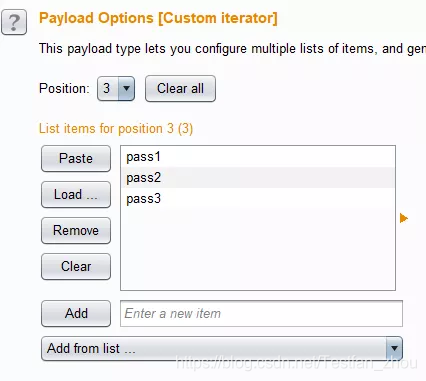 ?
Payload Options [Custom iterator]
This payload type lets you configure multiple lists of items, and ger
Position: 3 Clear all
List items for position 3 (3)
Paste
Load ...
Remove
Clear
pass1
pass2
pass3
Add Enter a new item
Add from list ...
https://blog.csdn.net/Testfan_zhou